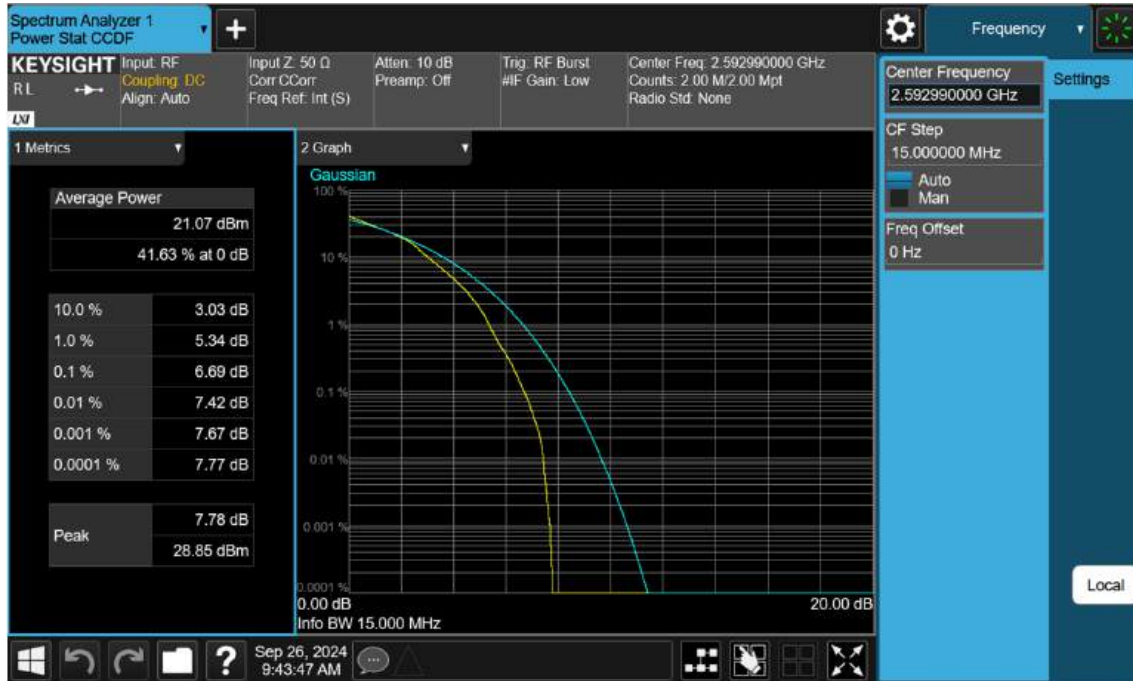 Spectrum Analyzer 1
Power Stat CCDF
+
Frequency
KEYSIGHT
RL
LXI
Input: RF
Coupling: DC
Align: Auto
Input Z: 50 Ω
Corr CCorr
Freq Ref: Int (S)
Atten: 10 dB
Preamp: Off
Trig: RF Burst
#IF Gain: Low
Center Freq: 2.592990000 GHz
Counts: 2.00 M/2.00 Mpt
Radio Std: None
Center Frequency
2.592990000 GHz
Settings
CF Step
15.000000 MHz
Auto
Man
Freq Offset
0 Hz
1 Metrics
Average Power
21.07 dBm
41.63 % at 0 dB
10.0 % 3.03 dB
1.0 % 5.34 dB
0.1 % 6.69 dB
0.01 % 7.42 dB
0.001 % 7.67 dB
0.0001 % 7.77 dB
Peak
7.78 dB
28.85 dBm
2 Graph
Gaussian
100 %
10 %
1 %
0.1 %
0.01 %
0.001 %
0.0001 %
0.00 dB
20.00 dB
Info BW 15.000 MHz
Local
?
Sep 26, 2024
9:43:47 AM